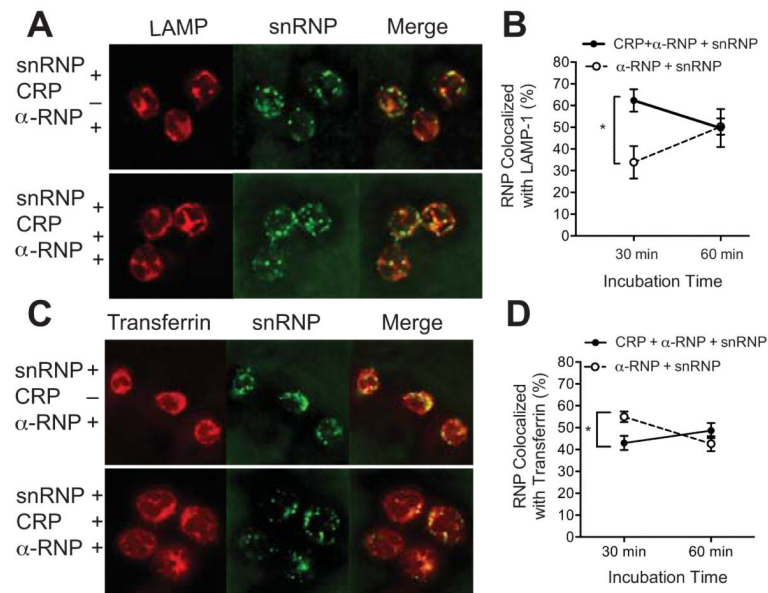 A
LAMP snRNP Merge
snRNP +
CRP –
α-RNP +
snRNP +
CRP +
α-RNP +
B
CRP+α-RNP + snRNP
α-RNP + snRNP
RNP Colocalized
with LAMP-1 (%)
80
70
60
50
40
30
20
10
0
*
30 min 60 min
Incubation Time
C
Transferrin snRNP Merge
snRNP +
CRP –
α-RNP +
snRNP +
CRP +
α-RNP +
D
CRP + α-RNP + snRNP
α-RNP + snRNP
RNP Colocalized
with Transferrin (%)
80
70
60
50
40
30
20
10
0
*
30 min 60 min
Incubation Time